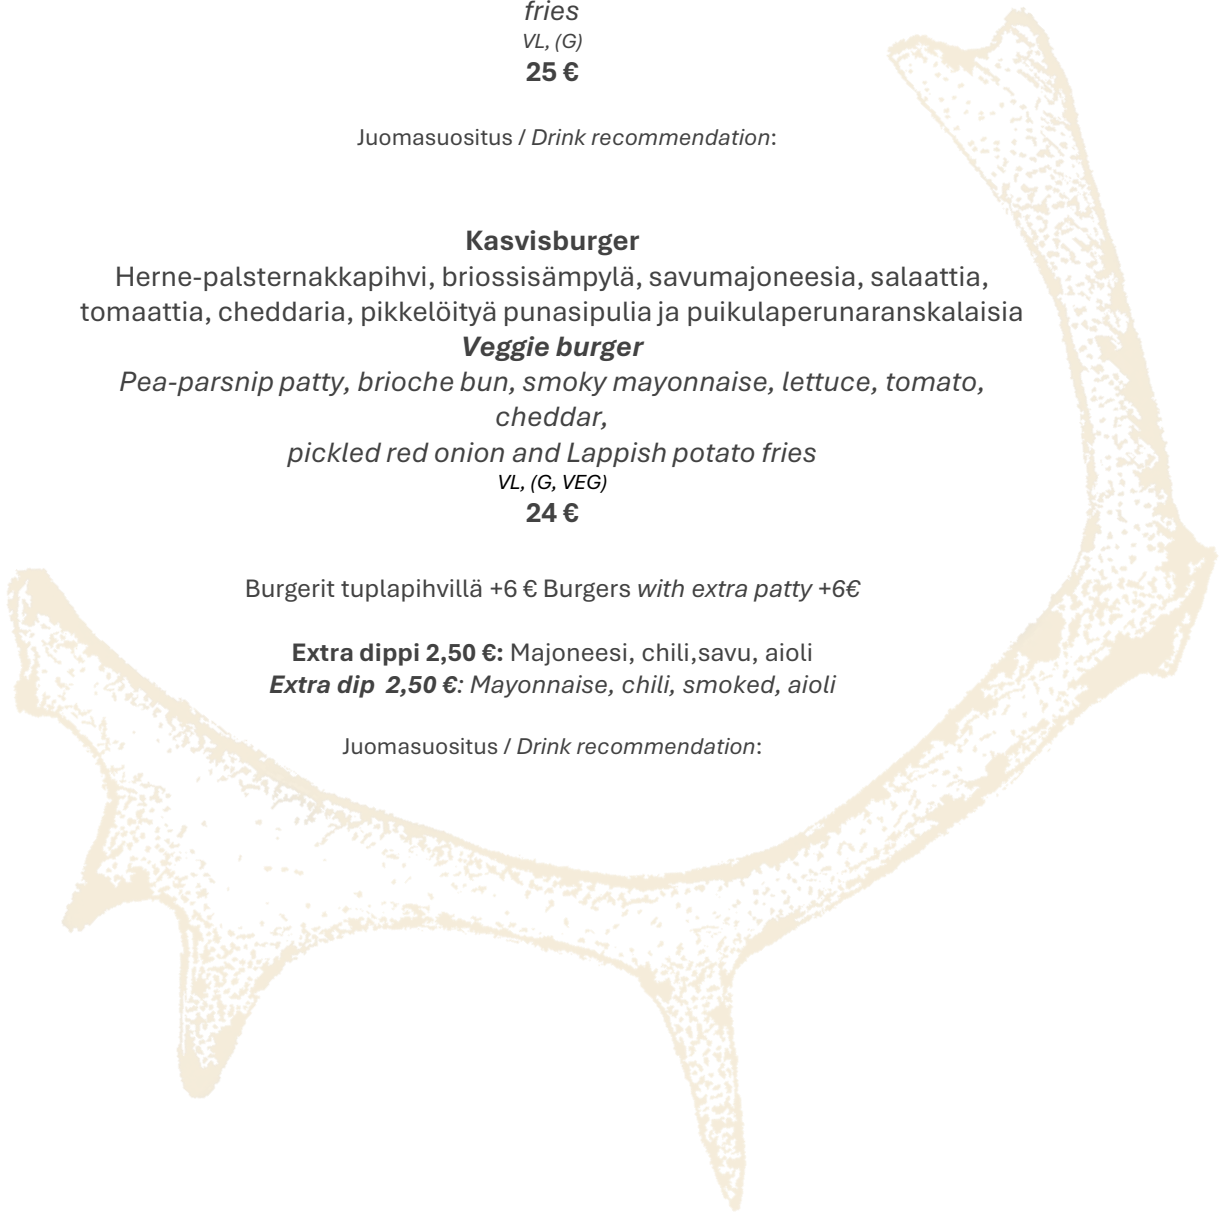 fries
VL, (G)
25 €
Juomasuositus / Drink recommendation:
Kasvisburger
Herne-palsternakkapihvi, briossisämpylä, savumajoneesia, salaattia,
tomaattia, cheddaria, pikkelöityä punasipulia ja puikulaperunaranskalaisia
Veggie burger
Pea-parsnip patty, brioche bun, smoky mayonnaise, lettuce, tomato,
cheddar,
pickled red onion and Lappish potato fries
VL, (G, VEG)
24 €
Burgerit tuplapihvillä +6 € Burgers with extra patty +6€
Extra dippi 2,50 €: Majoneesi, chili,savu, aioli
Extra dip 2,50 €: Mayonnaise, chili, smoked, aioli
Juomasuositus / Drink recommendation: